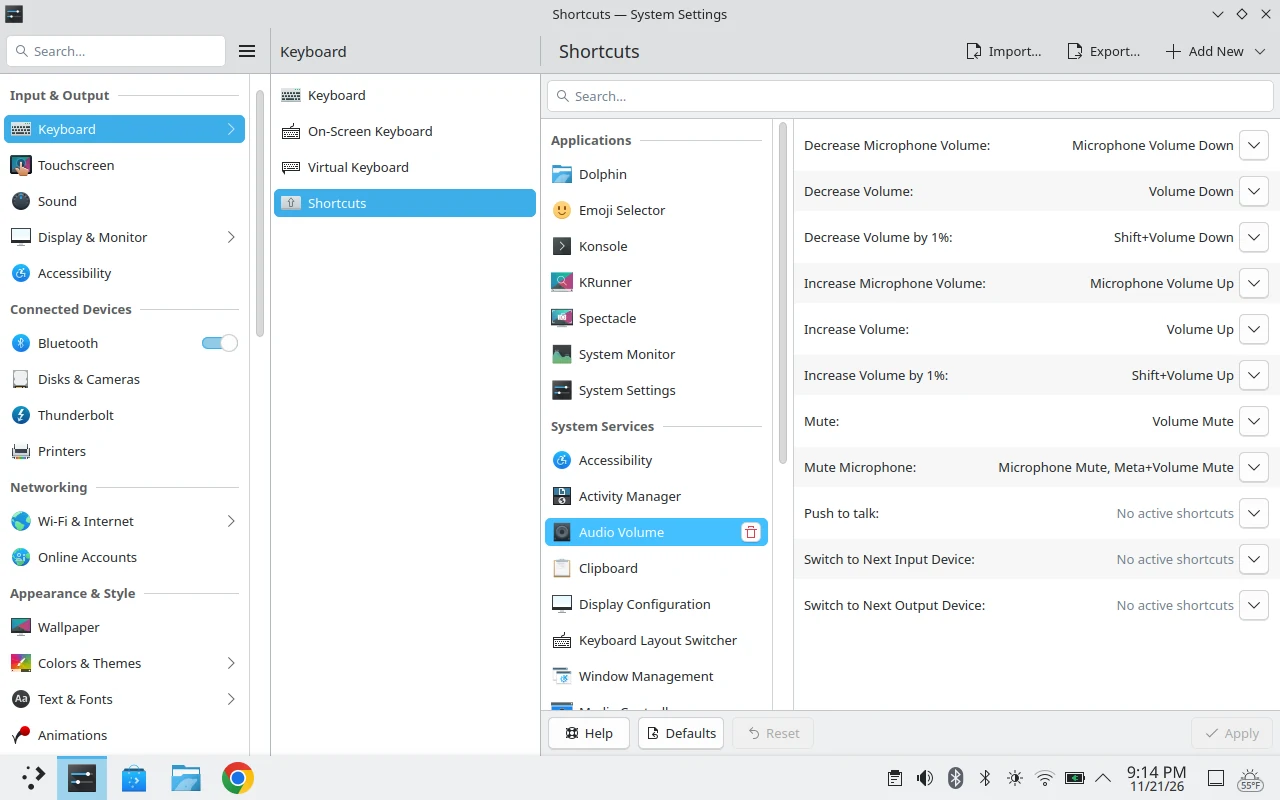 Shortcuts — System Settings
Search...
Keyboard
Shortcuts
Import...
Export...
Add New
Input & Output
Keyboard
Touchscreen
Sound
Display & Monitor
Accessibility
Connected Devices
Bluetooth
Disks & Cameras
Thunderbolt
Printers
Networking
Wi-Fi & Internet
Online Accounts
Appearance & Style
Wallpaper
Colors & Themes
Aa Text & Fonts
Animations
Keyboard
On-Screen Keyboard
Virtual Keyboard
Shortcuts
Search...
Applications
Dolphin
Emoji Selector
Konsole
KRunner
Spectacle
System Monitor
System Settings
System Services
Accessibility
Activity Manager
Audio Volume
Clipboard
Display Configuration
Keyboard Layout Switcher
Window Management
Decrease Microphone Volume: Microphone Volume Down
Decrease Volume: Volume Down
Decrease Volume by 1%: Shift+Volume Down
Increase Microphone Volume: Microphone Volume Up
Increase Volume: Volume Up
Increase Volume by 1%: Shift+Volume Up
Mute: Volume Mute
Mute Microphone: Microphone Mute, Meta+Volume Mute
Push to talk: No active shortcuts
Switch to Next Input Device: No active shortcuts
Switch to Next Output Device: No active shortcuts
Help
Defaults
Reset
Apply
9:14 PM
11/21/26
55°F